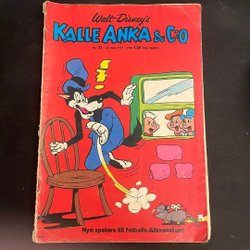 Walt Disney's
KALLE ANKA & C:O
Nya spelare till Fotbolls-Allsvenskan!